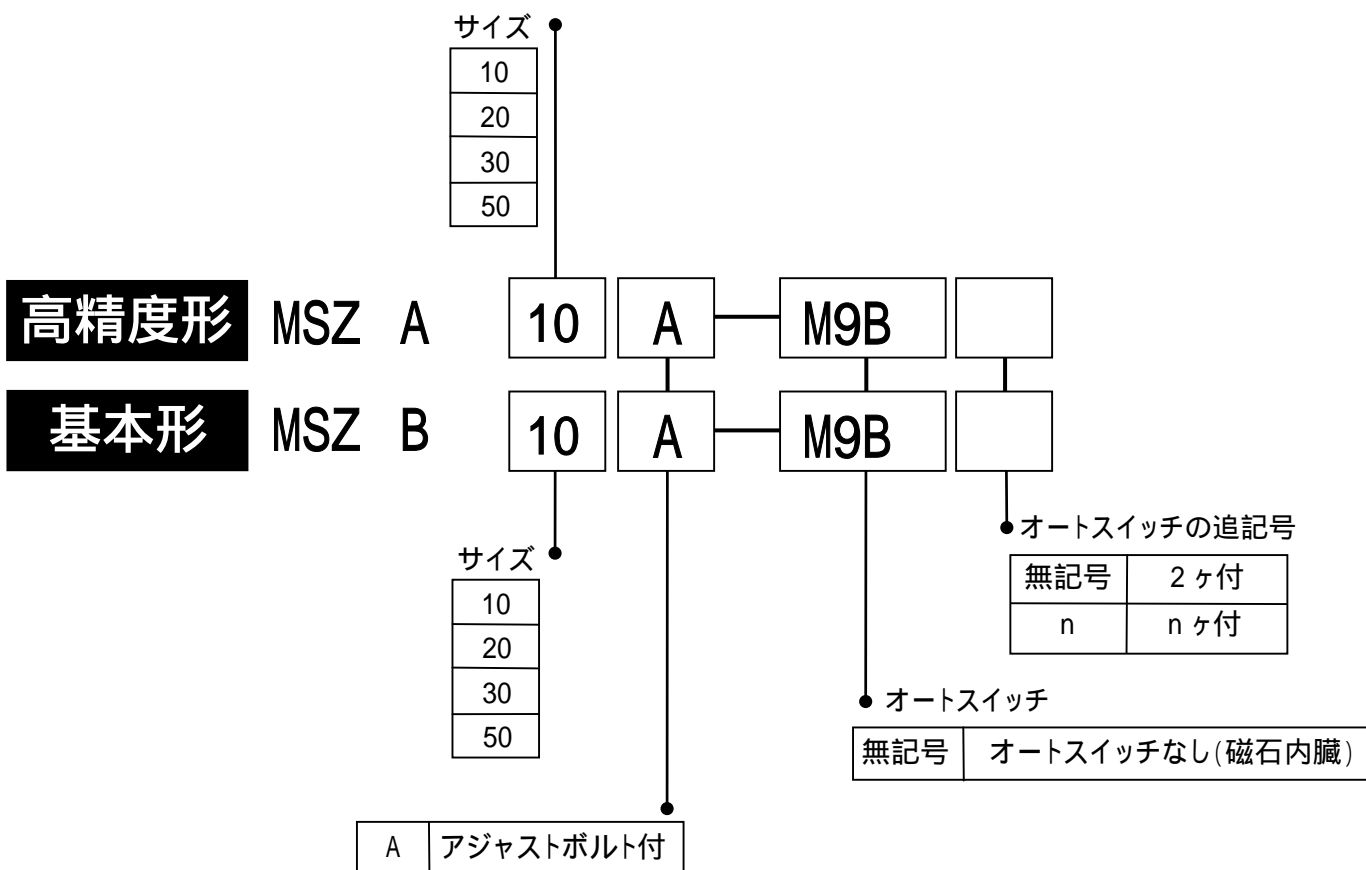 サイズ
10
20
30
50
高精度形 MSZ A 10 A M9B
基本形 MSZ B 10 A M9B
オートスイッチの追記号
無記号 2ヶ付
n nヶ付
サイズ
10
20
30
50
オートスイッチ
無記号 オートスイッチなし(磁石内臓)
A アジャストボルト付